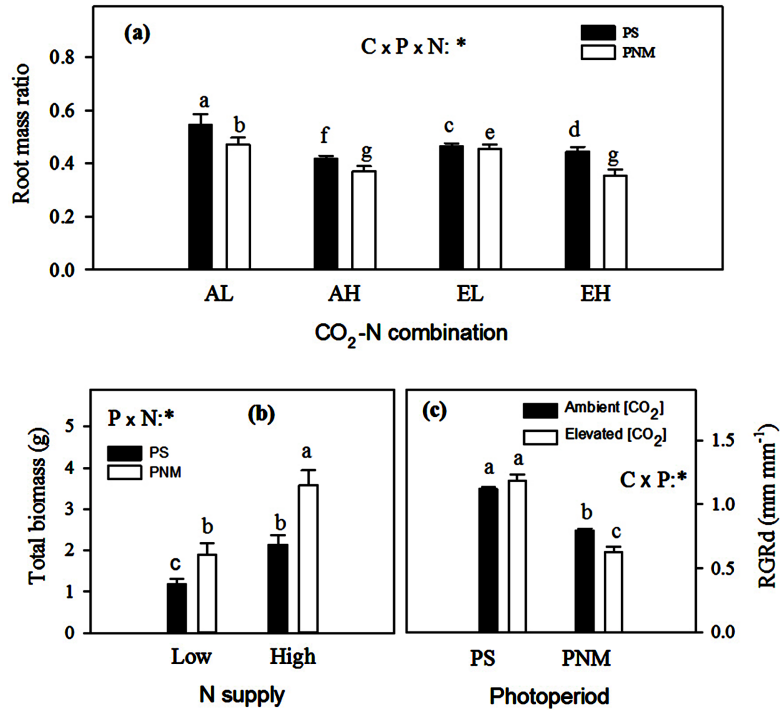 (a)
C x P x N: *
PS
PNM
Root mass ratio
0.8
0.6
0.4
0.2
0.0
a
b
f
g
c
e
d
g
AL
AH
EL
EH
CO2-N combination
P x N:*
(b)
PS
PNM
Total biomass (g)
5
4
3
2
1
0
c
b
b
a
Low
High
N supply
(c)
Ambient [CO2]
Elevated [CO2]
C x P:*
a
a
b
c
1.5
1.0
0.5
0.0
RGRd (mm mm⁻¹)
PS
PNM
Photoperiod